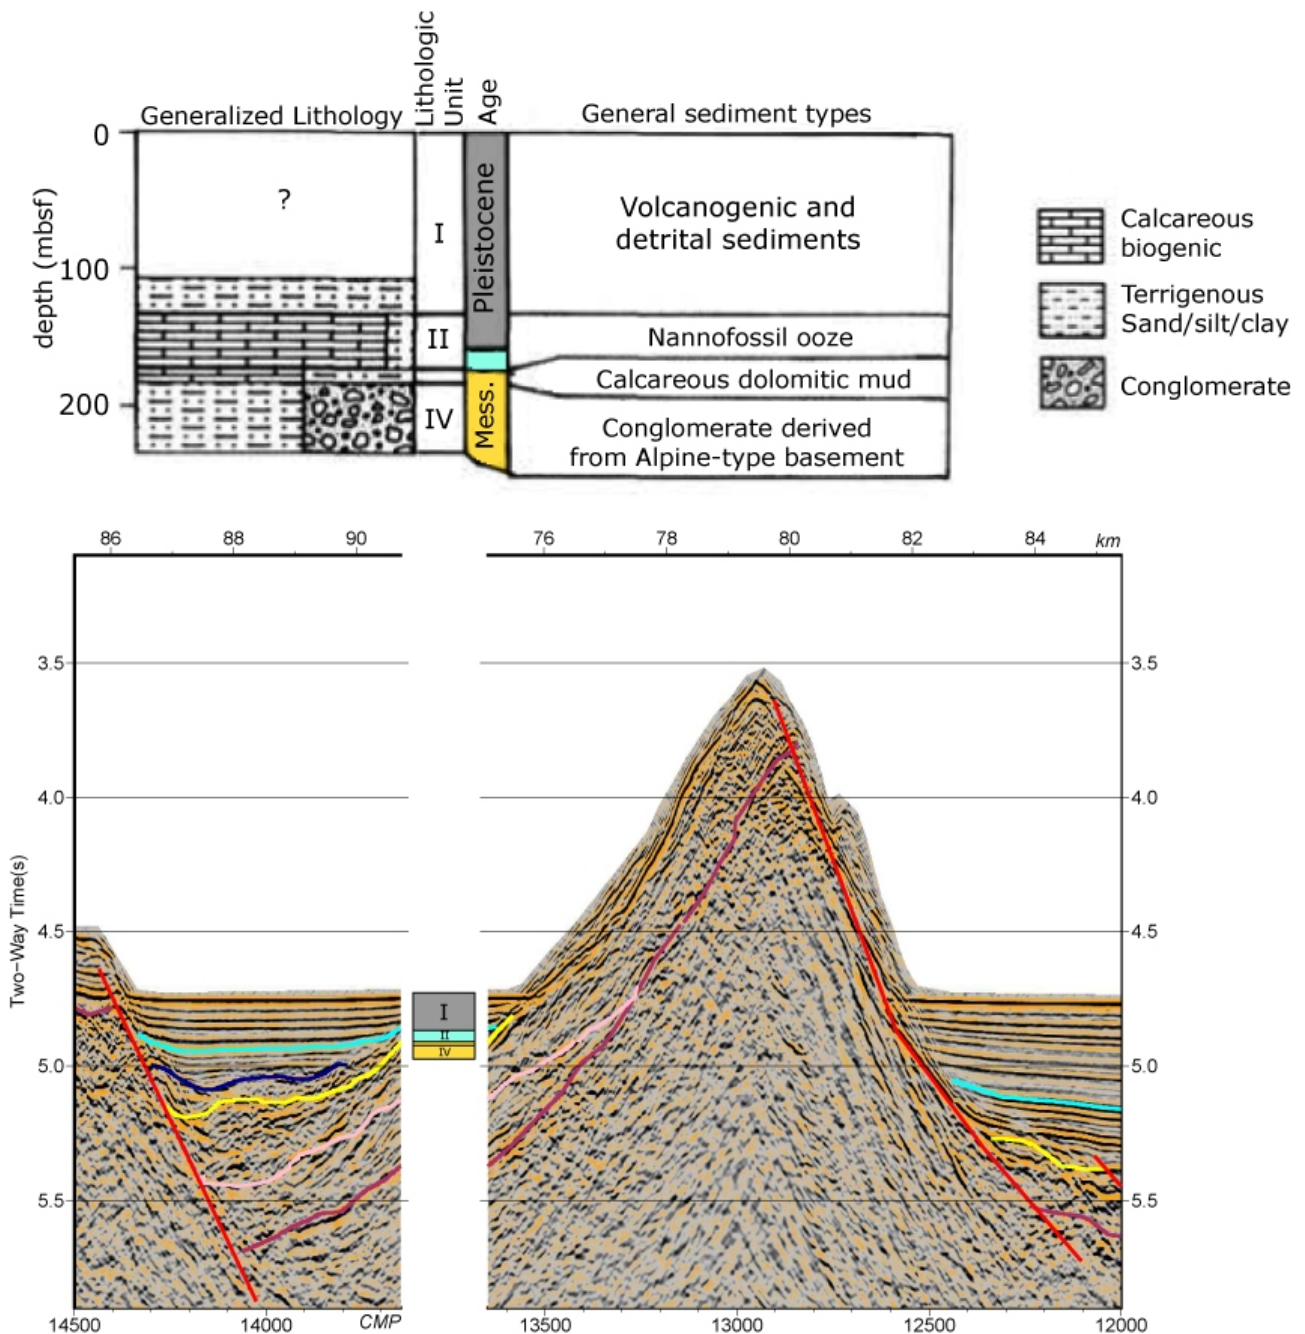 Generalized Lithology
Lithologic
Unit
Age
General sediment types
depth (mbsf)
0
100
200
?
I
II
IV
Pleistocene
Mess.
Volcanogenic and
detrital sediments
Nannofossil ooze
Calcareous dolomitic mud
Conglomerate derived
from Alpine-type basement
Calcareous
biogenic
Terrigenous
Sand/silt/clay
Conglomerate
86 88 90 76 78 80 82 84 km
3.5 3.5
4.0 4.0
4.5 4.5
5.0 5.0
5.5 5.5
Two-Way Time(s)
I
II
IV
14500 14000 CMP 13500 13000 12500 12000